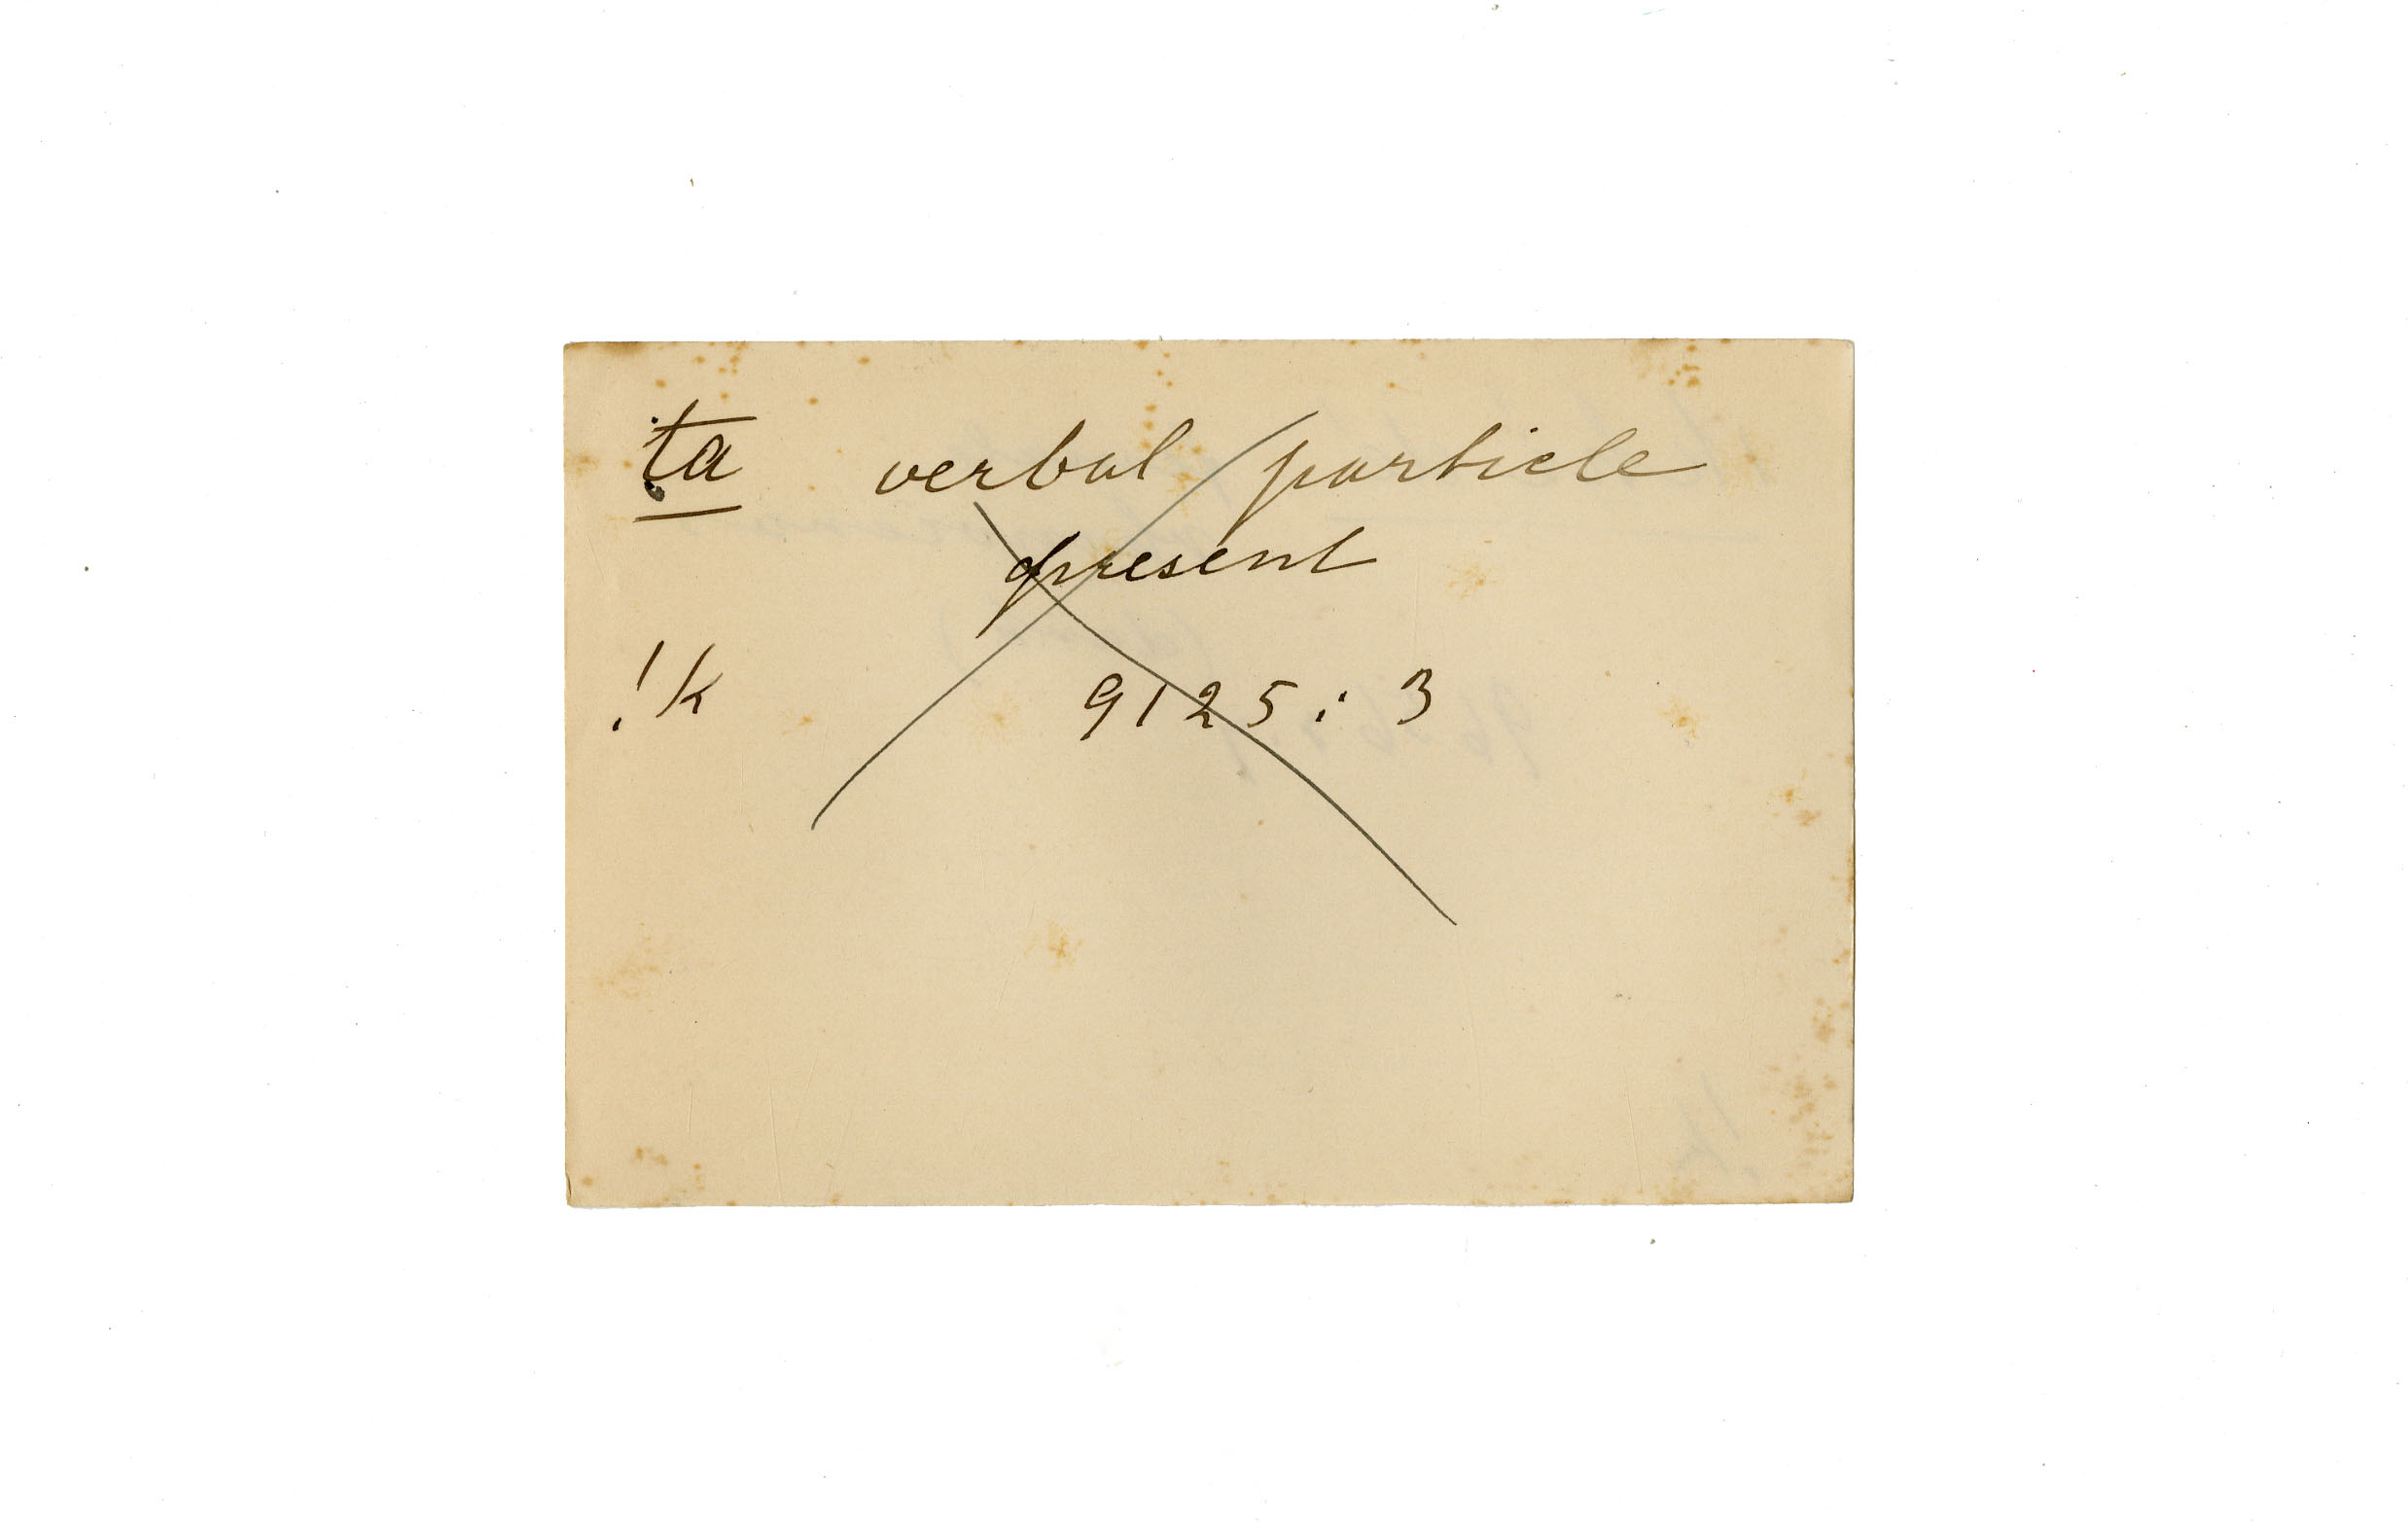 ta verbal particle
present
!k 9125 : 3